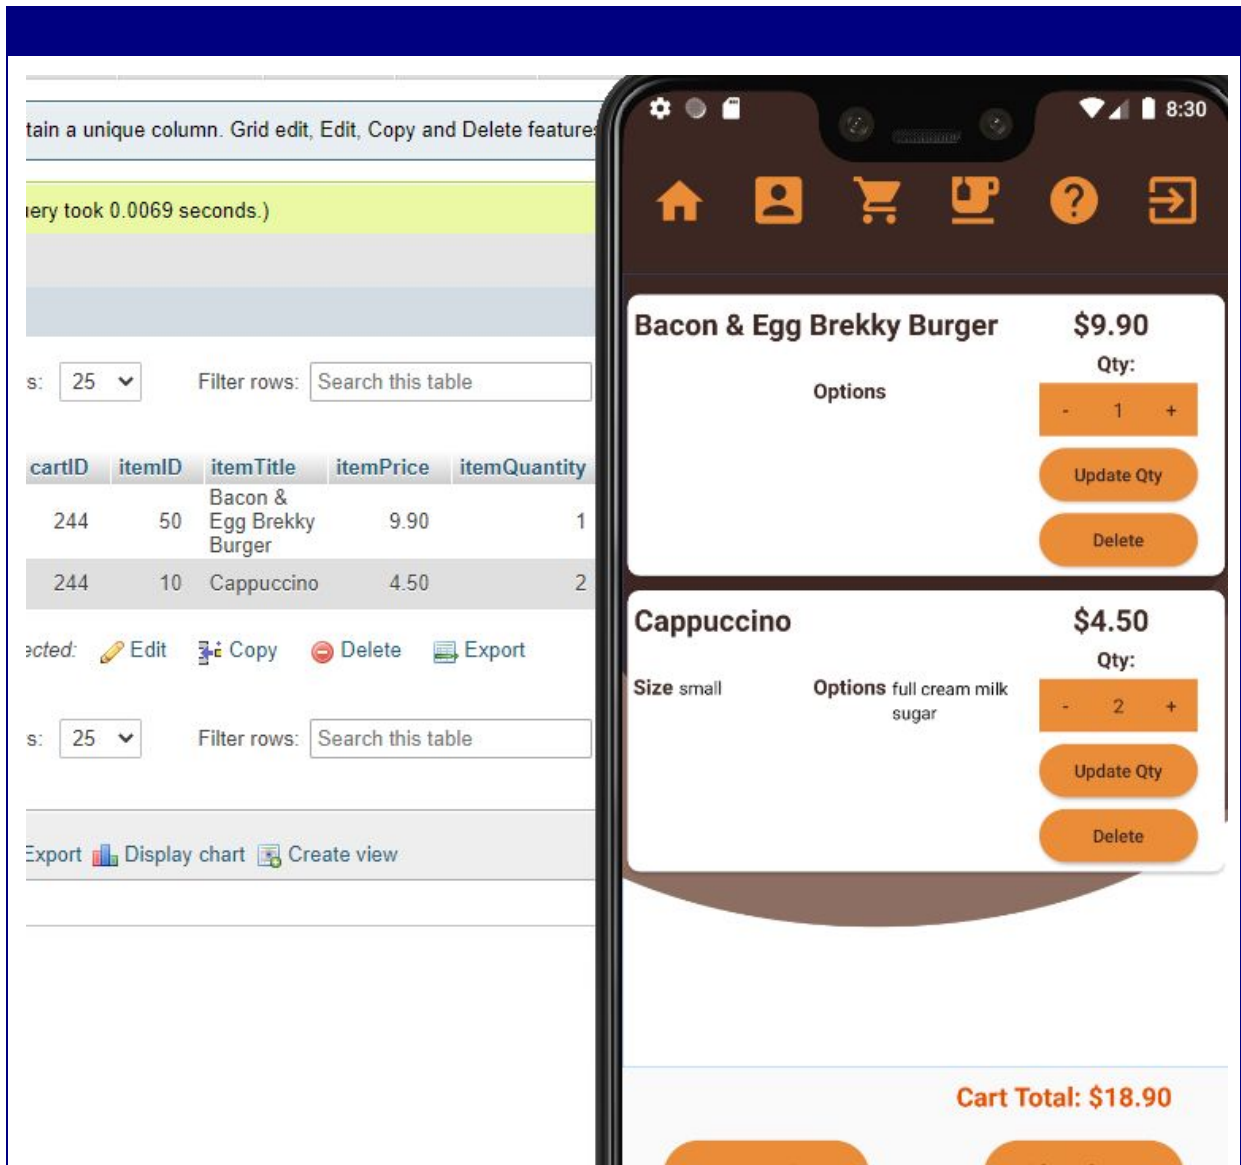 tain a unique column. Grid edit, Edit, Copy and Delete
took 0.0069 seconds.)
s: 25 Filter rows: Search this table
cartID itemID itemTitle itemPrice itemQuantity
244 50 Bacon & Egg Brekky Burger 9.90 1
244 10 Cappuccino 4.50 2
Edit Copy Delete Export
s: 25 Filter rows: Search this table
Export Display chart Create view
8:30
Bacon & Egg Brekky Burger $9.90
Qty:
Options
- 1 +
Update Qty
Delete
Cappuccino $4.50
Qty:
Size small Options full cream milk
sugar
- 2 +
Update Qty
Delete
Cart Total: $18.90